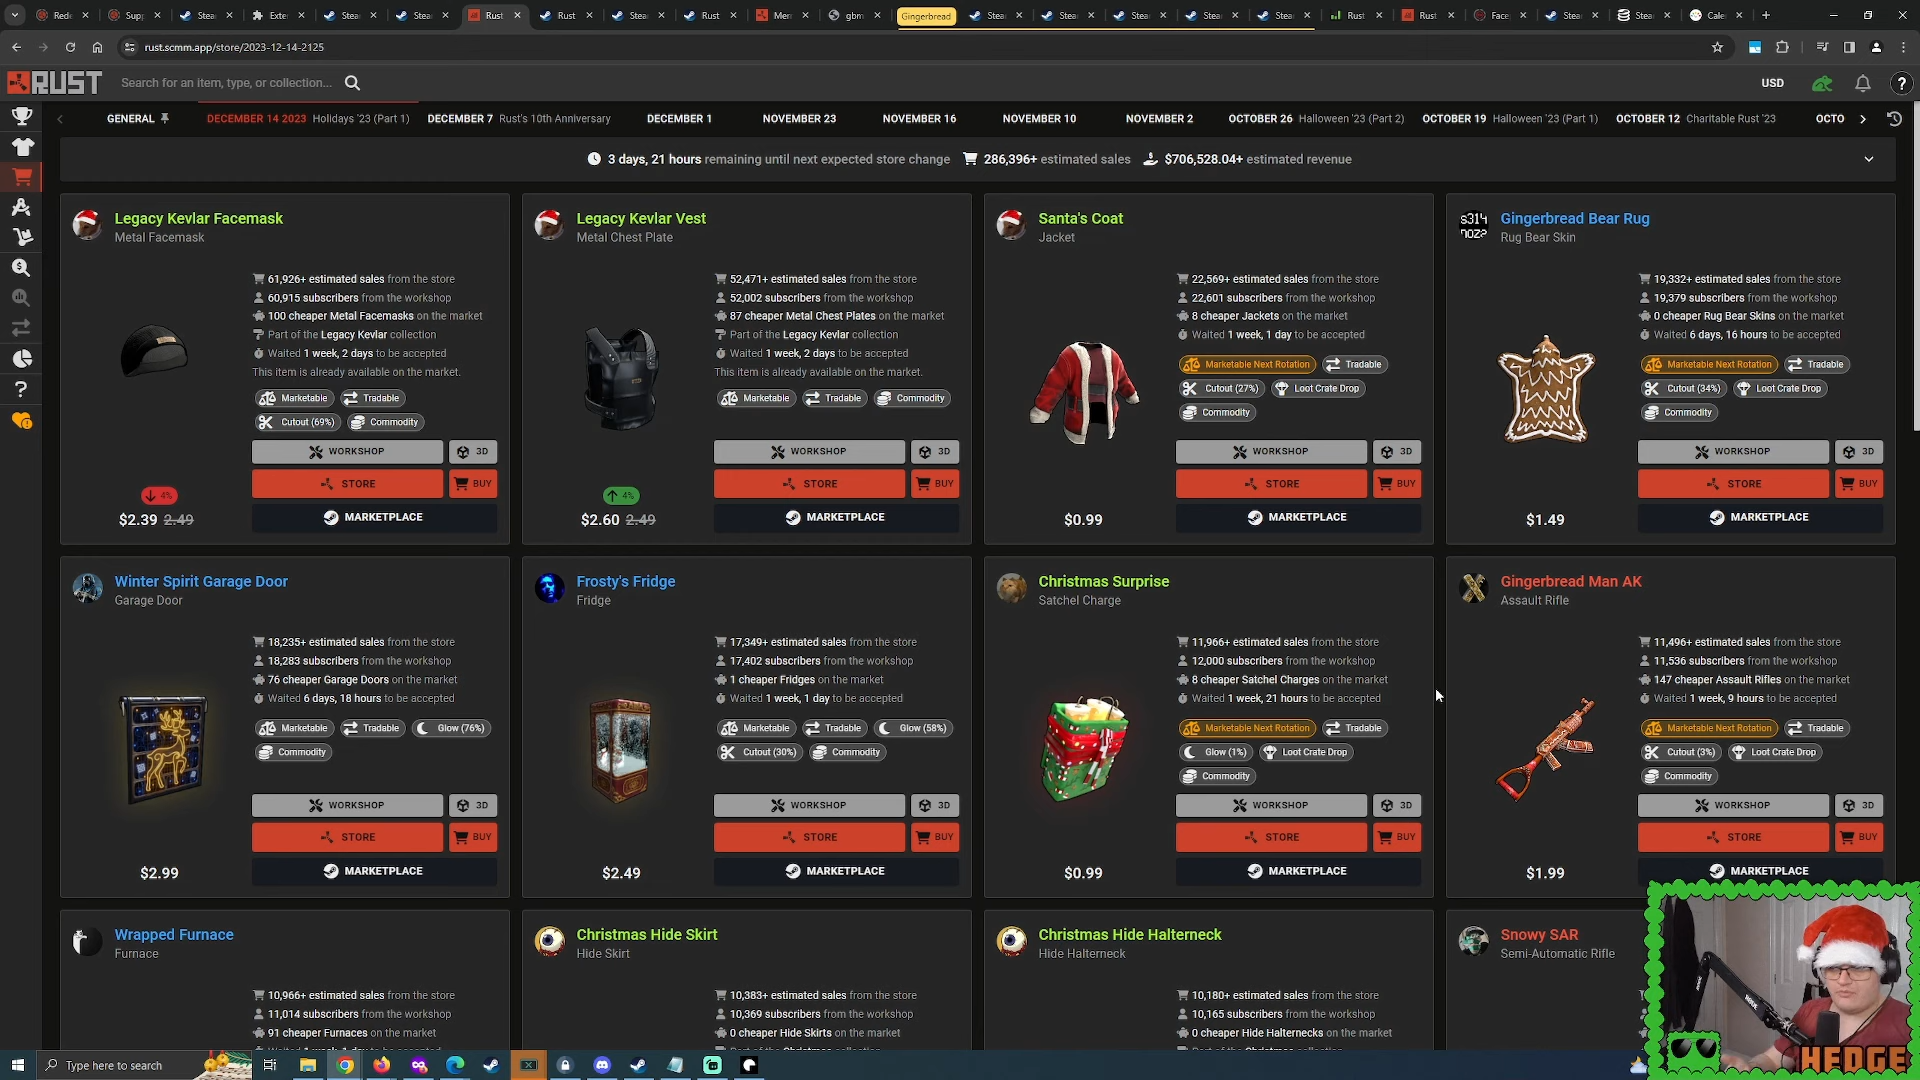 Rede
Supp
Stea
Exter
Stea
Stea
Rust
Rust
Stea
Rust
Men
gbm
Gingerbread
Stea
Stea
Stea
Stea
Stea
Rust
Rust
Face
Stea
Stea
Cale
rust.scmm.app/store/2023-12-14-2125
RUST
Search for an item, type, or collection...
USD
GENERAL
DECEMBER 14 2023 Holidays '23 (Part 1)
DECEMBER 7 Rust's 10th Anniversary
DECEMBER 1
NOVEMBER 23
NOVEMBER 16
NOVEMBER 10
NOVEMBER 2
OCTOBER 26 Halloween '23 (Part 2)
OCTOBER 19 Halloween '23 (Part 1)
OCTOBER 12 Charitable Rust '23
OCTO
3 days, 21 hours remaining until next expected store change 286,396+ estimated sales $706,528.04+ estimated revenue
Legacy Kevlar Facemask
Metal Facemask
61,926+ estimated sales from the store
60,915 subscribers from the workshop
100 cheaper Metal Facemasks on the market
Part of the Legacy Kevlar collection
Waited 1 week, 2 days to be accepted
This item is already available on the market.
Marketable Tradable
Cutout (69%) Commodity
WORKSHOP 3D
STORE BUY
4%
$2.39 2.49
MARKETPLACE
Legacy Kevlar Vest
Metal Chest Plate
52,471+ estimated sales from the store
52,002 subscribers from the workshop
87 cheaper Metal Chest Plates on the market
Part of the Legacy Kevlar collection
Waited 1 week, 2 days to be accepted
This item is already available on the market.
Marketable Tradable Commodity
WORKSHOP 3D
STORE BUY
4%
$2.60 2.49
MARKETPLACE
Santa's Coat
Jacket
22,569+ estimated sales from the store
22,601 subscribers from the workshop
8 cheaper Jackets on the market
Waited 1 week, 1 day to be accepted
Marketable Next Rotation Tradable
Cutout (27%) Loot Crate Drop
Commodity
WORKSHOP 3D
STORE BUY
$0.99
MARKETPLACE
Gingerbread Bear Rug
Rug Bear Skin
19,332+ estimated sales from the store
19,379 subscribers from the workshop
0 cheaper Rug Bear Skins on the market
Waited 6 days, 16 hours to be accepted
Marketable Next Rotation Tradable
Cutout (34%) Loot Crate Drop
Commodity
WORKSHOP 3D
STORE BUY
$1.49
MARKETPLACE
Winter Spirit Garage Door
Garage Door
18,235+ estimated sales from the store
18,283 subscribers from the workshop
76 cheaper Garage Doors on the market
Waited 6 days, 18 hours to be accepted
Marketable Tradable Glow (76%)
Commodity
WORKSHOP 3D
STORE BUY
$2.99
MARKETPLACE
Frosty's Fridge
Fridge
17,349+ estimated sales from the store
17,402 subscribers from the workshop
1 cheaper Fridges on the market
Waited 1 week, 1 day to be accepted
Marketable Tradable Glow (58%)
Cutout (30%) Commodity
WORKSHOP 3D
STORE BUY
$2.49
MARKETPLACE
Christmas Surprise
Satchel Charge
11,966+ estimated sales from the store
12,000 subscribers from the workshop
8 cheaper Satchel Charges on the market
Waited 1 week, 21 hours to be accepted
Marketable Next Rotation Tradable
Glow (1%) Loot Crate Drop
Commodity
WORKSHOP 3D
STORE BUY
$0.99
MARKETPLACE
Gingerbread Man AK
Assault Rifle
11,496+ estimated sales from the store
11,536 subscribers from the workshop
147 cheaper Assault Rifles on the market
Waited 1 week, 9 hours to be accepted
Marketable Next Rotation Tradable
Cutout (3%) Loot Crate Drop
Commodity
WORKSHOP 3D
STORE BUY
$1.99
MARKETPLACE
Wrapped Furnace
Furnace
10,966+ estimated sales from the store
11,014 subscribers from the workshop
91 cheaper Furnaces on the market
Christmas Hide Skirt
Hide Skirt
10,383+ estimated sales from the store
10,369 subscribers from the workshop
0 cheaper Hide Skirts on the market
Christmas Hide Halterneck
Hide Halterneck
10,180+ estimated sales from the store
10,165 subscribers from the workshop
0 cheaper Hide Halternecks on the market
Snowy SAR
Semi-Automatic Rifle
Type here to search
HEDGE